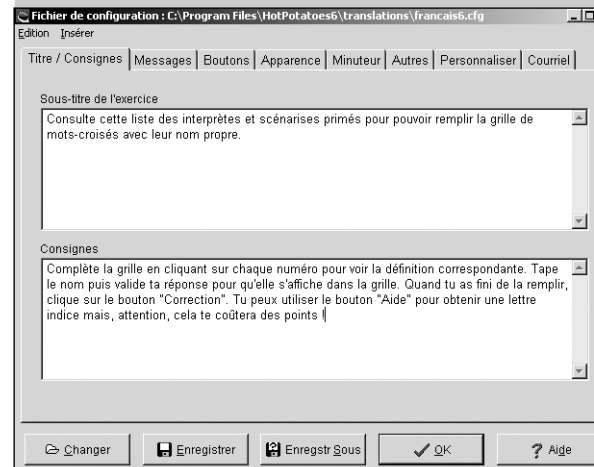 Fichier de configuration : C:\Program Files\HotPotatoes6\translations\francais6.cfg
Edition Insérer
Titre / Consignes Messages Boutons Apparence Minuteur Autres Personnaliser Courriel
Sous-titre de l'exercice
Consulte cette liste des interprètes et scénarises primés pour pouvoir remplir la grille de
mots-croisés avec leur nom propre.
Consignes
Complète la grille en cliquant sur chaque numéro pour voir la définition correspondante. Tape
le nom puis valide ta réponse pour qu'elle s'affiche dans la grille. Quand tu as fini de la remplir,
clique sur le bouton "Correction". Tu peux utiliser le bouton "Aide" pour obtenir une lettre
indice mais, attention, cela te coûtera des points !
Changer Enregistrer Enregstr Sous OK Aide